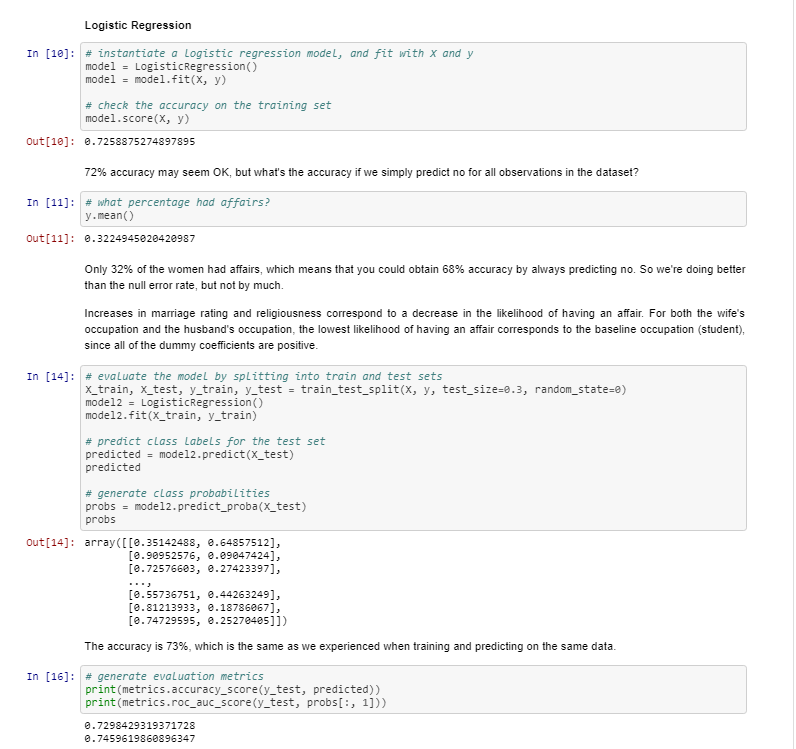 Logistic Regression
In [10]: # instantiate a logistic regression model, and fit with X and y
model = LogisticRegression()
model = model.fit(X, y)
# check the accuracy on the training set
model.score(X, y)
Out[10]: 0.7258875274897895
72% accuracy may seem OK, but what's the accuracy if we simply predict no for all observations in the dataset?
In [11]: # what percentage had affairs?
y.mean()
Out[11]: 0.3224945020420987
Only 32% of the women had affairs, which means that you could obtain 68% accuracy by always predicting no. So we're doing better
than the null error rate, but not by much.
Increases in marriage rating and religiousness correspond to a decrease in the likelihood of having an affair. For both the wife's
occupation and the husband's occupation, the lowest likelihood of having an affair corresponds to the baseline occupation (student),
since all of the dummy coefficients are positive.
In [14]: # evaluate the model by splitting into train and test sets
X_train, X_test, y_train, y_test = train_test_split(X, y, test_size=0.3, random_state=0)
model2 = LogisticRegression()
model2.fit(X_train, y_train)
# predict class labels for the test set
predicted = model2.predict(X_test)
predicted
# generate class probabilities
probs = model2.predict_proba(X_test)
probs
Out[14]: array([[0.35142488, 0.64857512],
[0.90952576, 0.09047424],
[0.72576603, 0.27423397],
...,
[0.55736751, 0.44263249],
[0.81213933, 0.18786067],
[0.74729595, 0.25270405]])
The accuracy is 73%, which is the same as we experienced when training and predicting on the same data.
In [16]: # generate evaluation metrics
print(metrics.accuracy_score(y_test, predicted))
print(metrics.roc_auc_score(y_test, probs[:, 1]))
0.7298429319371728
0.7459619860896347